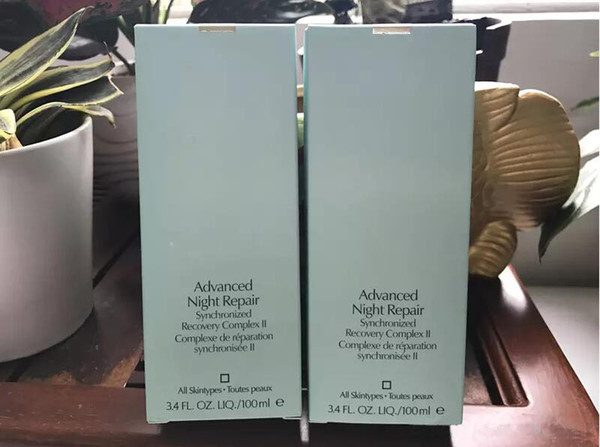 Advanced
Night Repair
Synchronized
Recovery Complex II
Complexe de réparation
synchronisée II
All Skintypes • Toutes peaux
3.4 FL. OZ. LIQ./100ml ℮
Advanced
Night Repair
Synchronized
Recovery Complex II
Complexe de réparation
synchronisée II
All Skintypes • Toutes peaux
3.4 FL. OZ. LIQ./100ml ℮